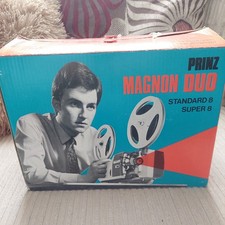 PRINZ
MAGNON DUO
STANDARD 8
SUPER 8